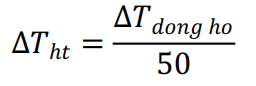 ΔT_ht = ΔT_dong ho / 50